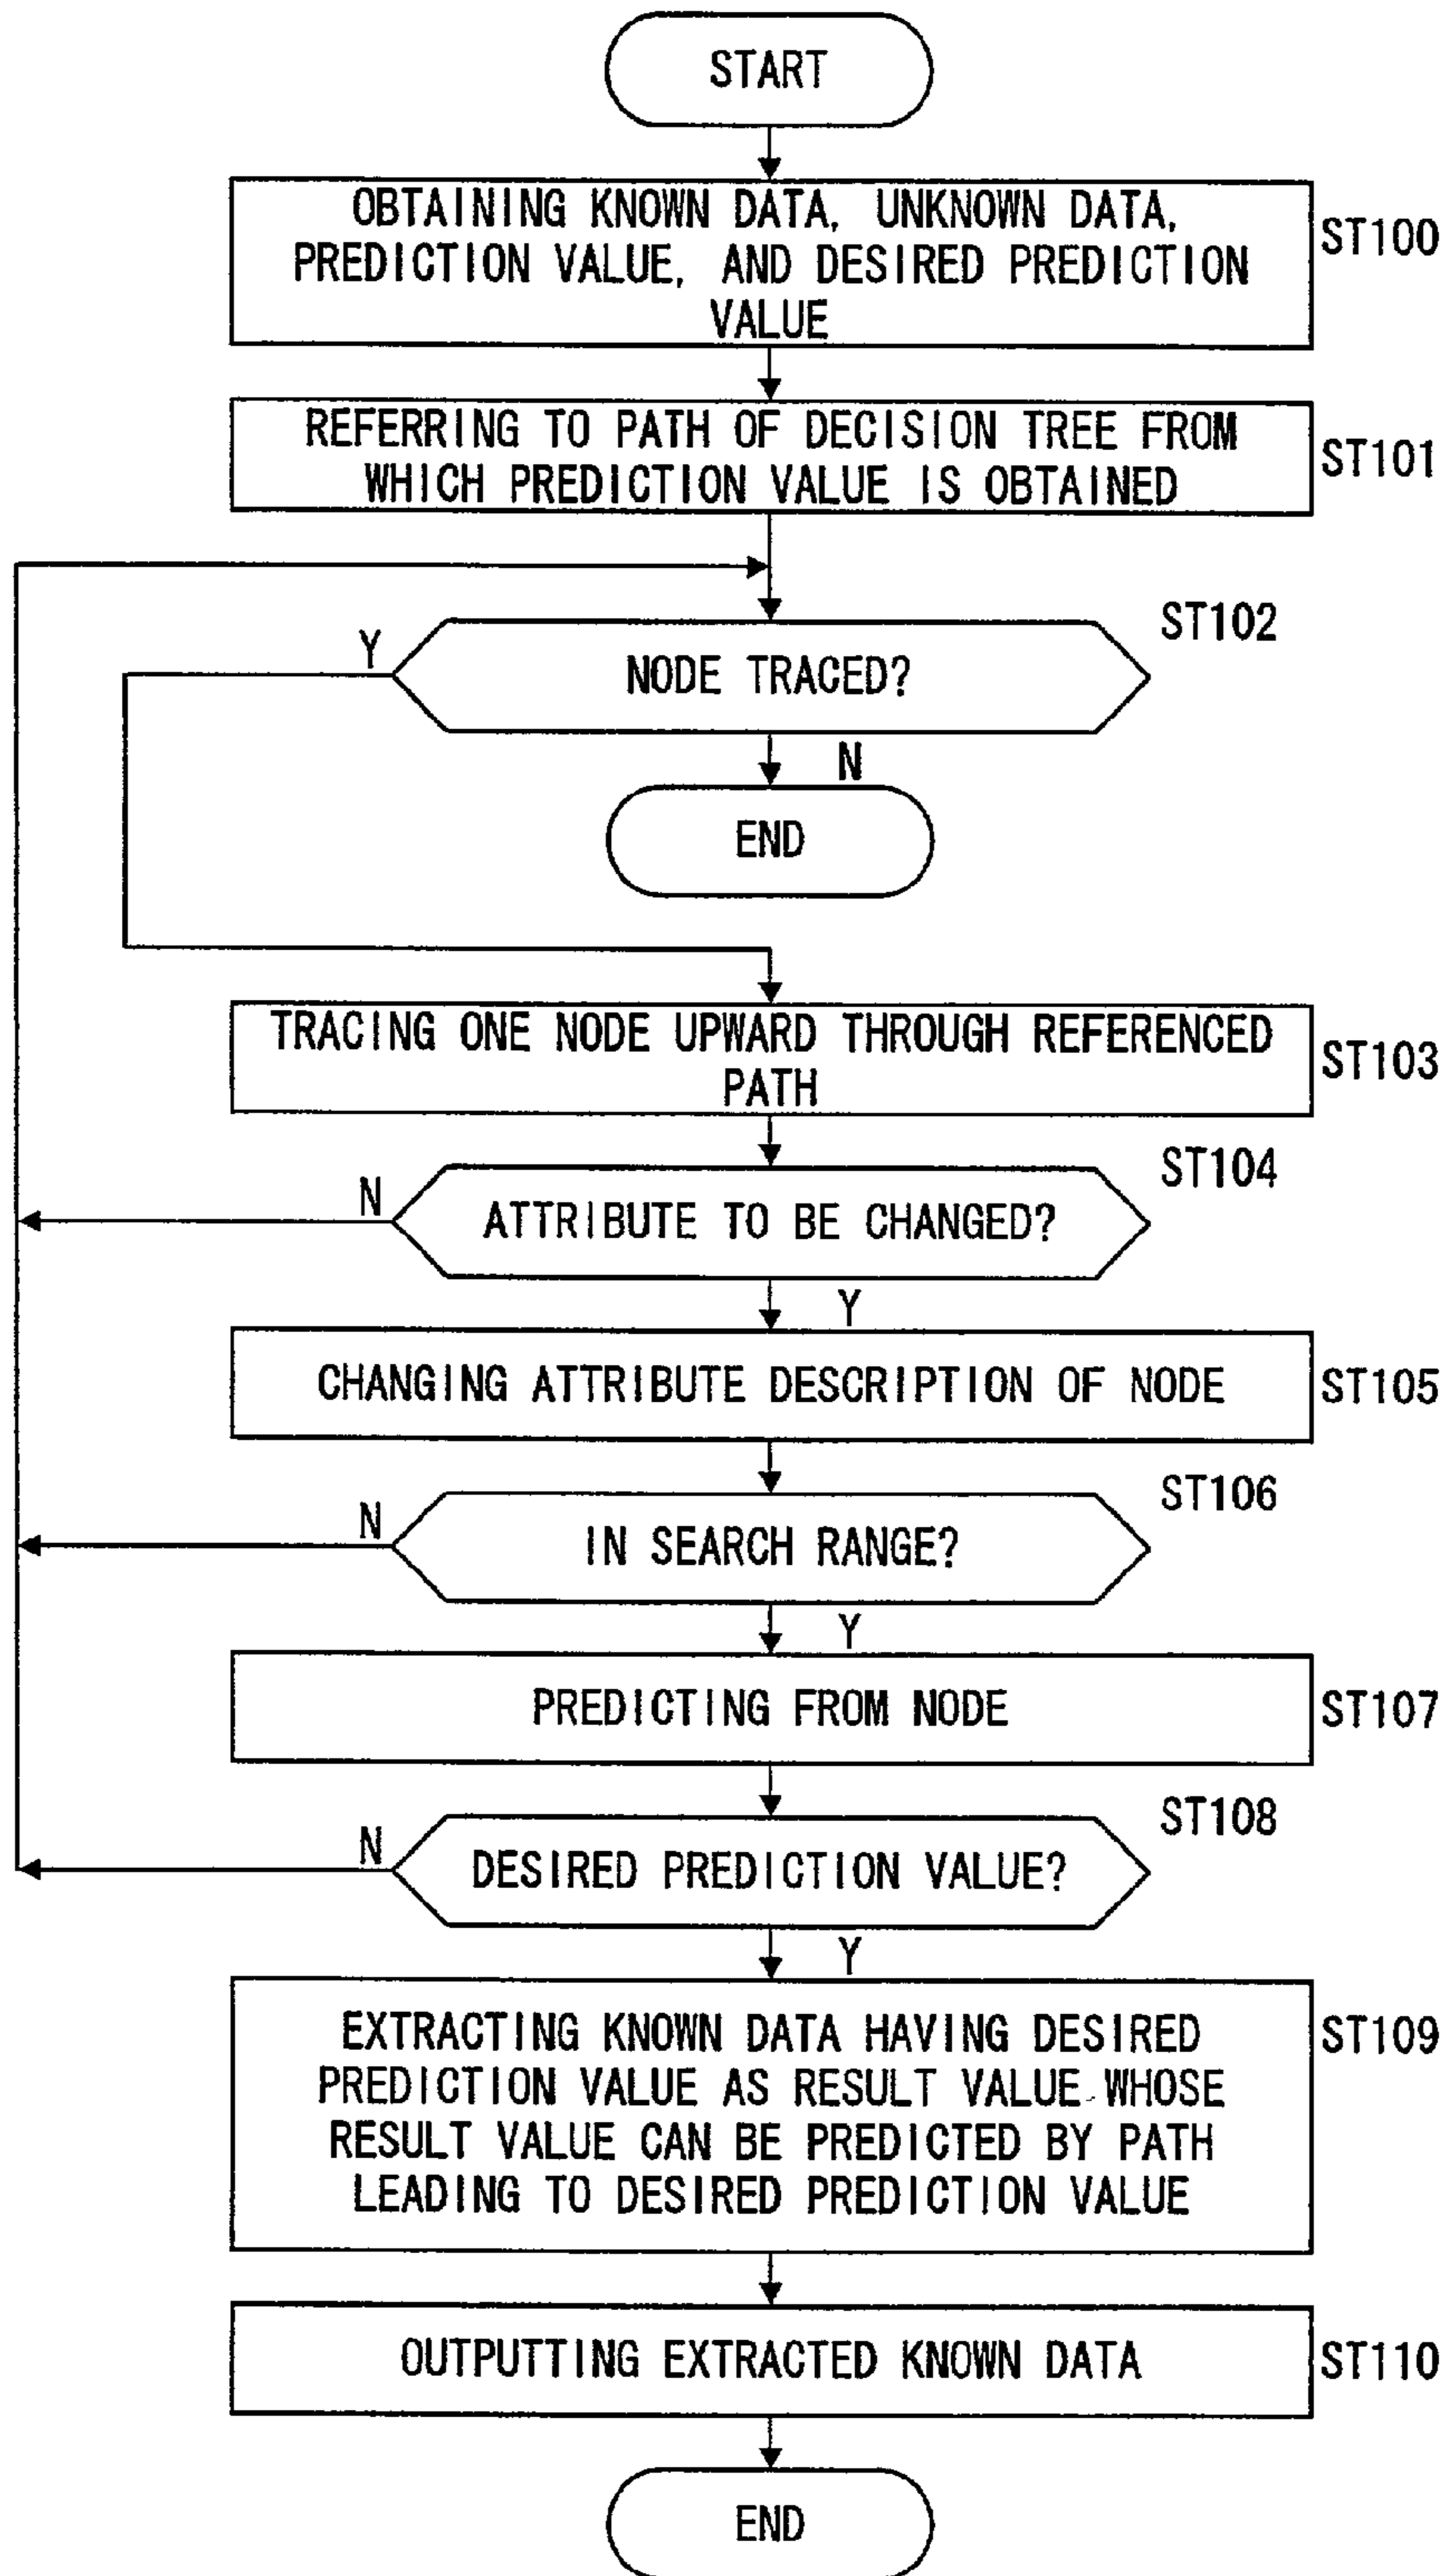 START
OBTAINING KNOWN DATA, UNKNOWN DATA,
PREDICTION VALUE, AND DESIRED PREDICTION
VALUE
ST100
REFERRING TO PATH OF DECISION TREE FROM
WHICH PREDICTION VALUE IS OBTAINED
ST101
ST102
Y
NODE TRACED?
N
END
TRACING ONE NODE UPWARD THROUGH REFERENCED
PATH
ST103
ST104
N
ATTRIBUTE TO BE CHANGED?
Y
CHANGING ATTRIBUTE DESCRIPTION OF NODE
ST105
ST106
N
IN SEARCH RANGE?
Y
PREDICTING FROM NODE
ST107
ST108
N
DESIRED PREDICTION VALUE?
Y
EXTRACTING KNOWN DATA HAVING DESIRED
PREDICTION VALUE AS RESULT VALUE WHOSE
RESULT VALUE CAN BE PREDICTED BY PATH
LEADING TO DESIRED PREDICTION VALUE
ST109
OUTPUTTING EXTRACTED KNOWN DATA
ST110
END